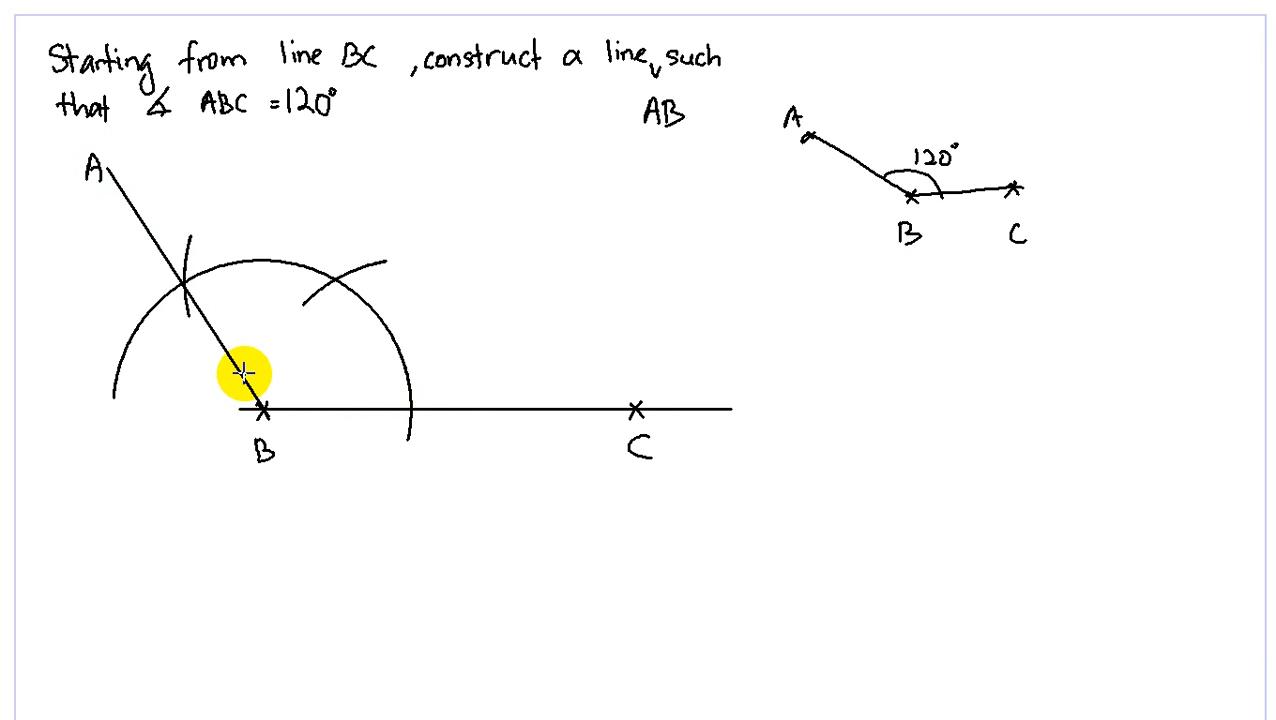 Starting from line BC , construct a line AB such
that ∡ ABC = 120°
A
B
C
A
120°
B
C